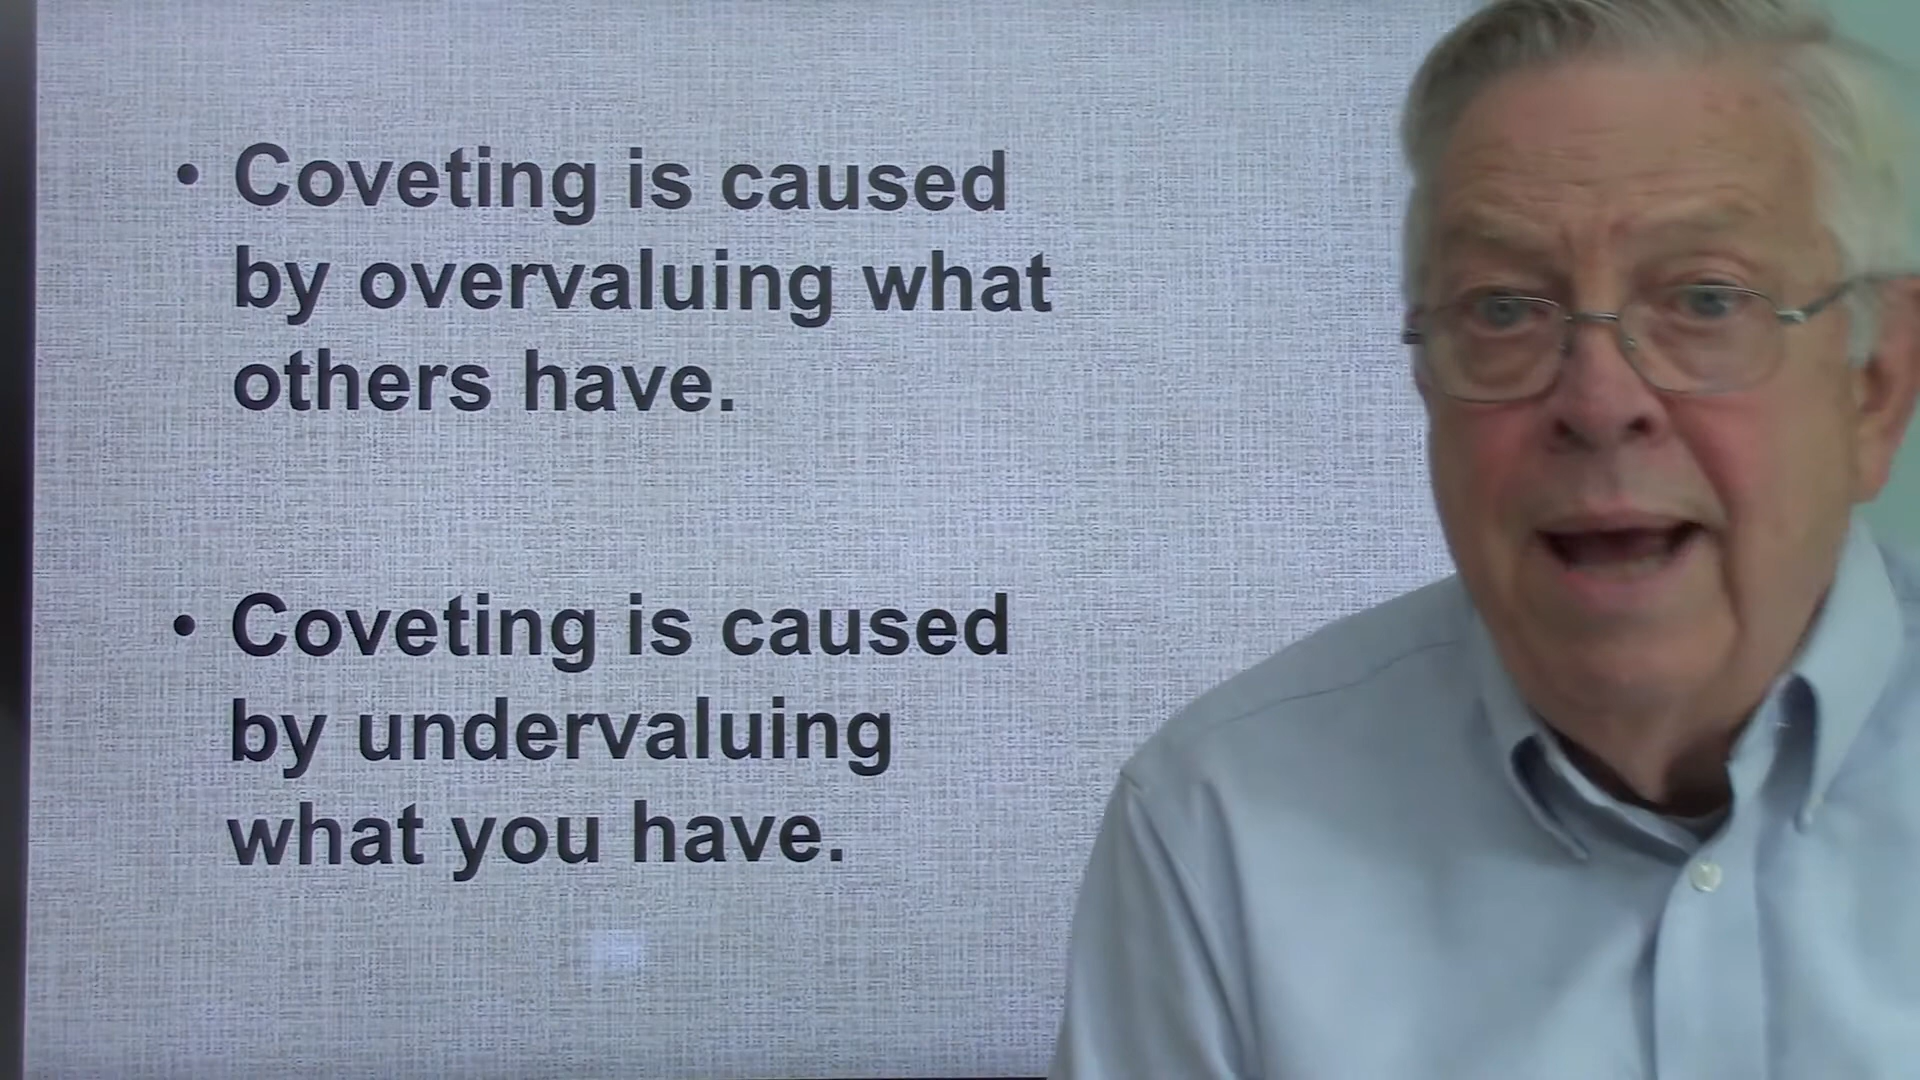 • Coveting is caused
by overvaluing what
others have.
• Coveting is caused
by undervaluing
what you have.